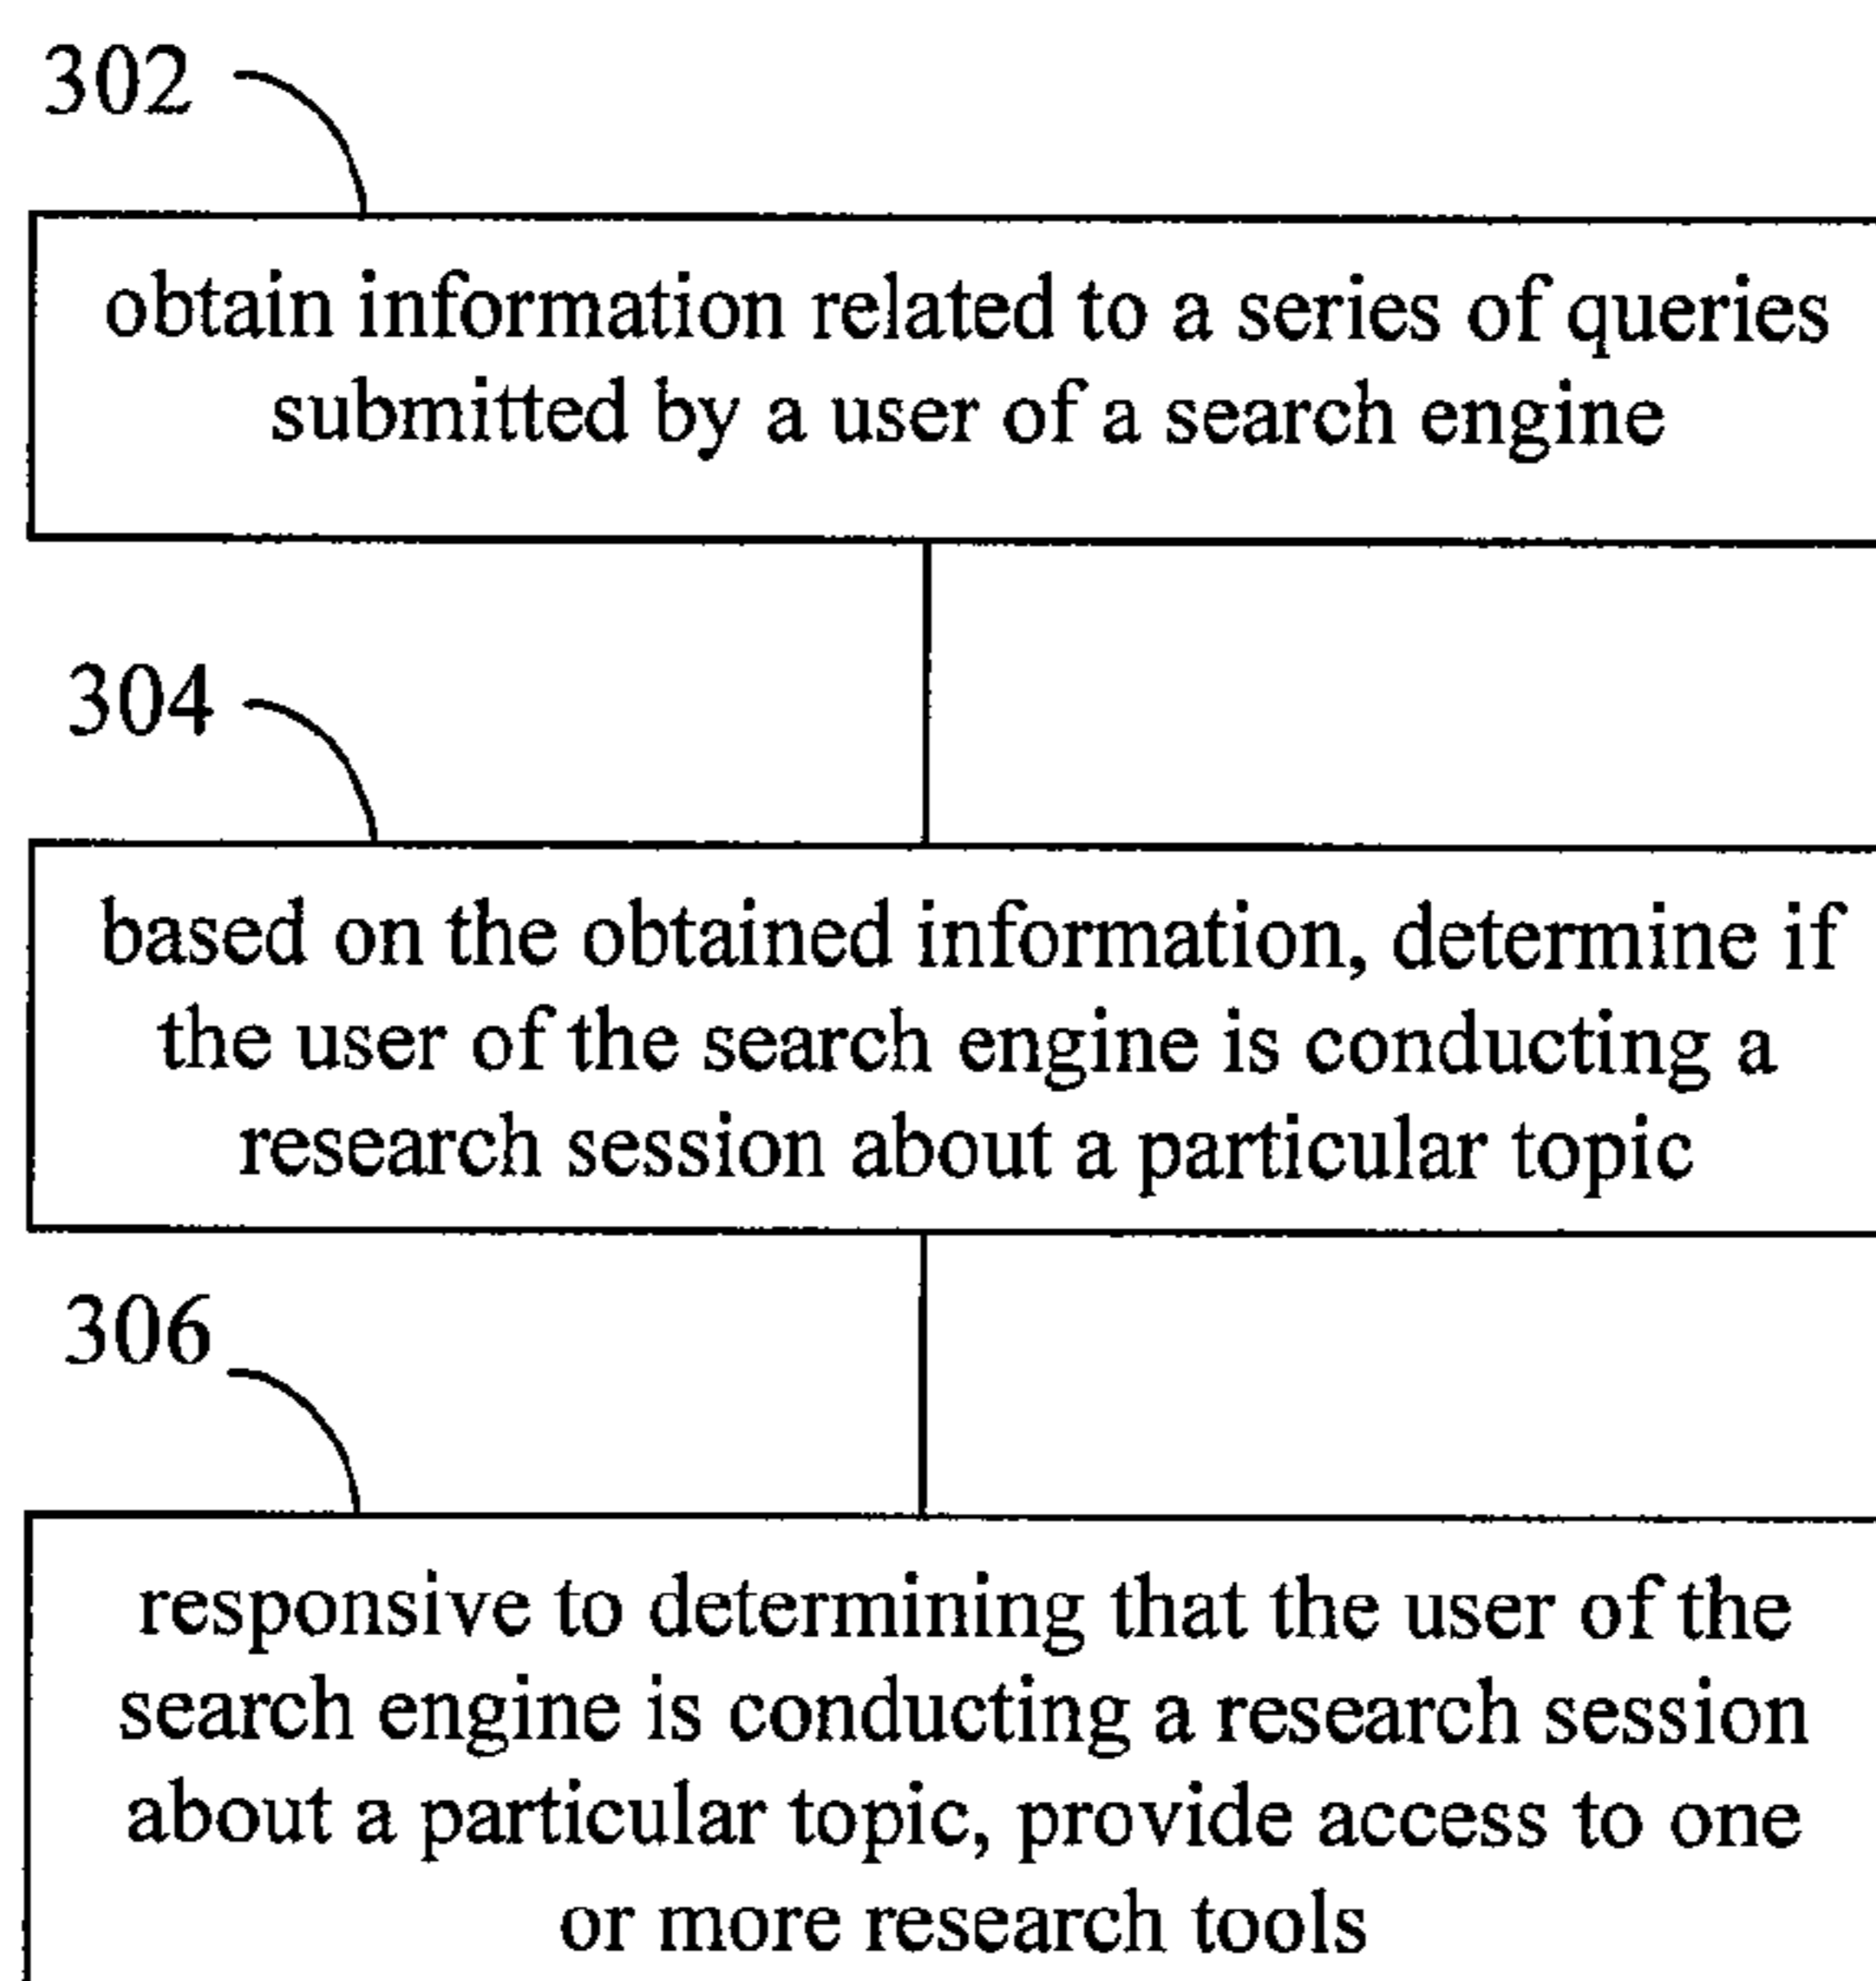 302
obtain information related to a series of queries
submitted by a user of a search engine
304
based on the obtained information, determine if
the user of the search engine is conducting a
research session about a particular topic
306
responsive to determining that the user of the
search engine is conducting a research session
about a particular topic, provide access to one
or more research tools